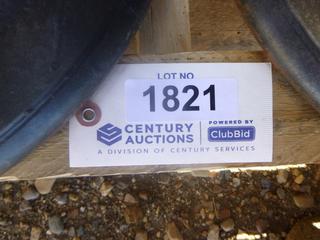 LOT NO
1821
CENTURY
AUCTIONS
POWERED BY
ClubBid
A DIVISION OF CENTURY SERVICES